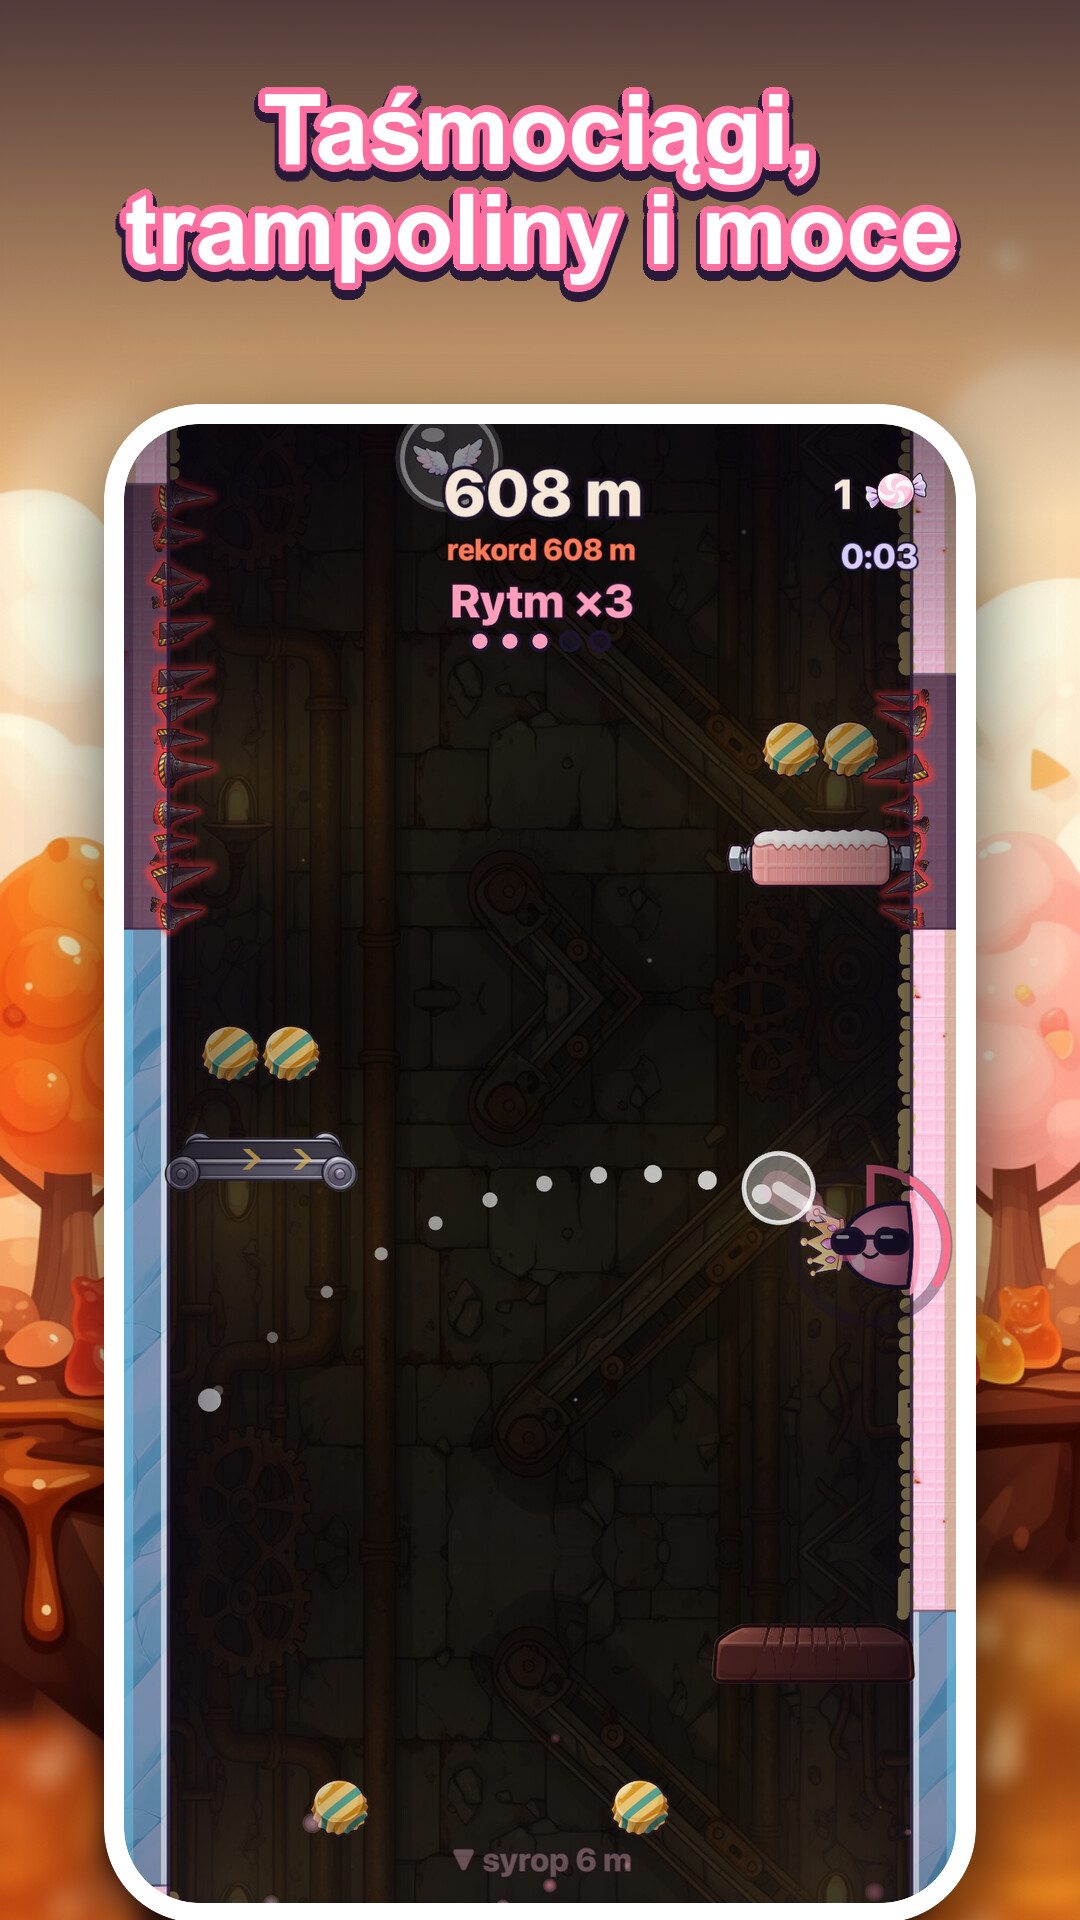 Taśmociągi,
trampoliny i moce
608 m
1
rekord 608 m
0:03
Rytm ×3
▼ syrop 6 m